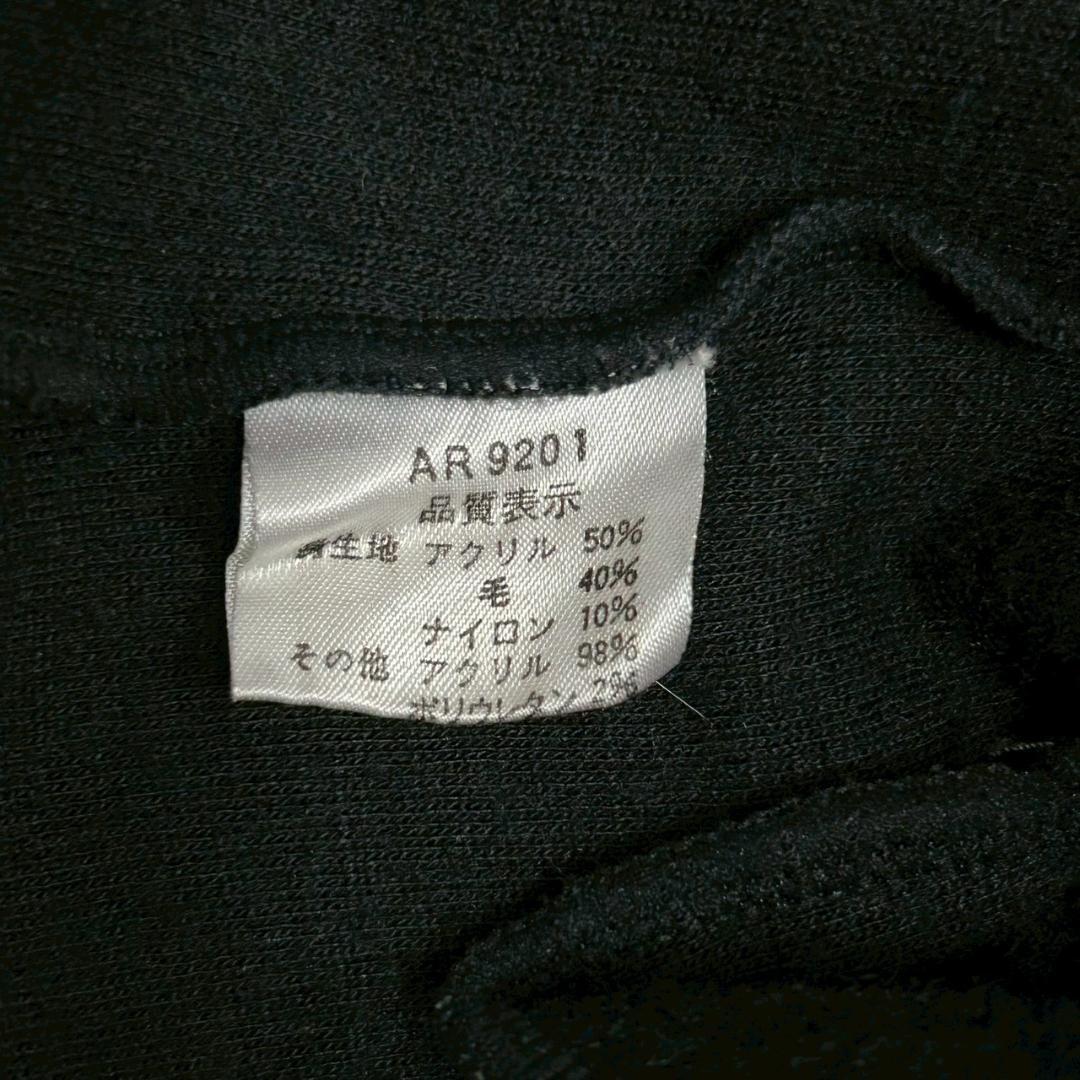 AR 9201
品質表示
身生地 アクリル 50%
毛 40%
ナイロン 10%
その他 アクリル 98%
ポリウレタン 2%